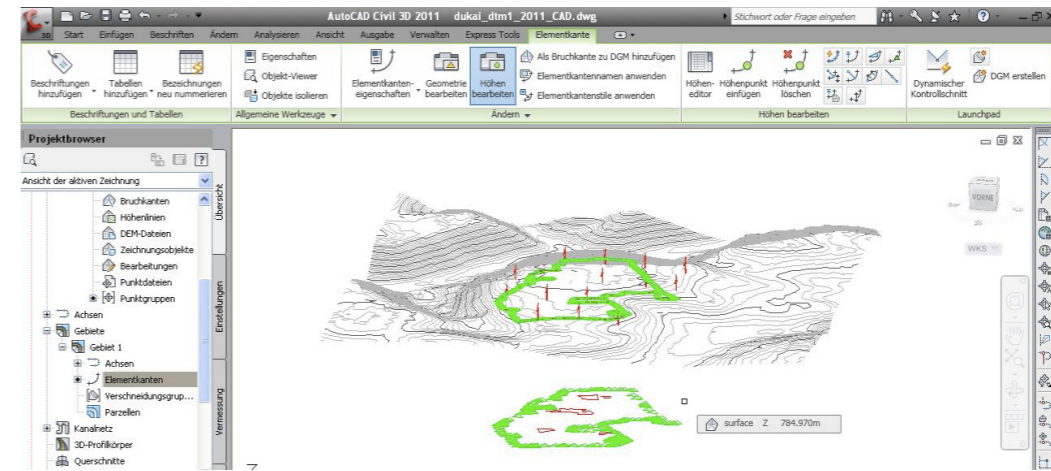 AutoCAD Civil 3D 2011 dukai_dtm1_2011_CAD.dwg
Stichwort oder Frage eingeben
3D Start Einfügen Beschriften Ändern Analysieren Ansicht Ausgabe Verwalten Express Tools Elementkante
Beschriftungen hinzufügen
Tabellen hinzufügen
Bezeichnungen neu nummerieren
Eigenschaften
Objekt-Viewer
Objekte isolieren
Elementkanten-eigenschaften
Geometrie bearbeiten
Höhen bearbeiten
Als Bruchkante zu DGM hinzufügen
Elementkantennamen anwenden
Elementkantenstile anwenden
Höhen-editor
Höhenpunkt einfügen
Höhenpunkt löschen
Dynamischer Kontrollschnitt
DGM erstellen
Beschriftungen und Tabellen
Allgemeine Werkzeuge
Ändern
Höhen bearbeiten
Launchpad
Projektbrowser
Ansicht der aktiven Zeichnung
Bruchkanten
Höhenlinien
DEM-Dateien
Zeichnungsobjekte
Bearbeitungen
Punktdateien
Punktgruppen
Achsen
Gebiete
Gebiet 1
Achsen
Elementkanten
Verschneidungsgrup...
Parzellen
Kanalnetz
3D-Profilkörper
Querschnitte
Übersicht
Einstellungen
Vermessung
VORNE
WKS
surface Z 784.970m
Z